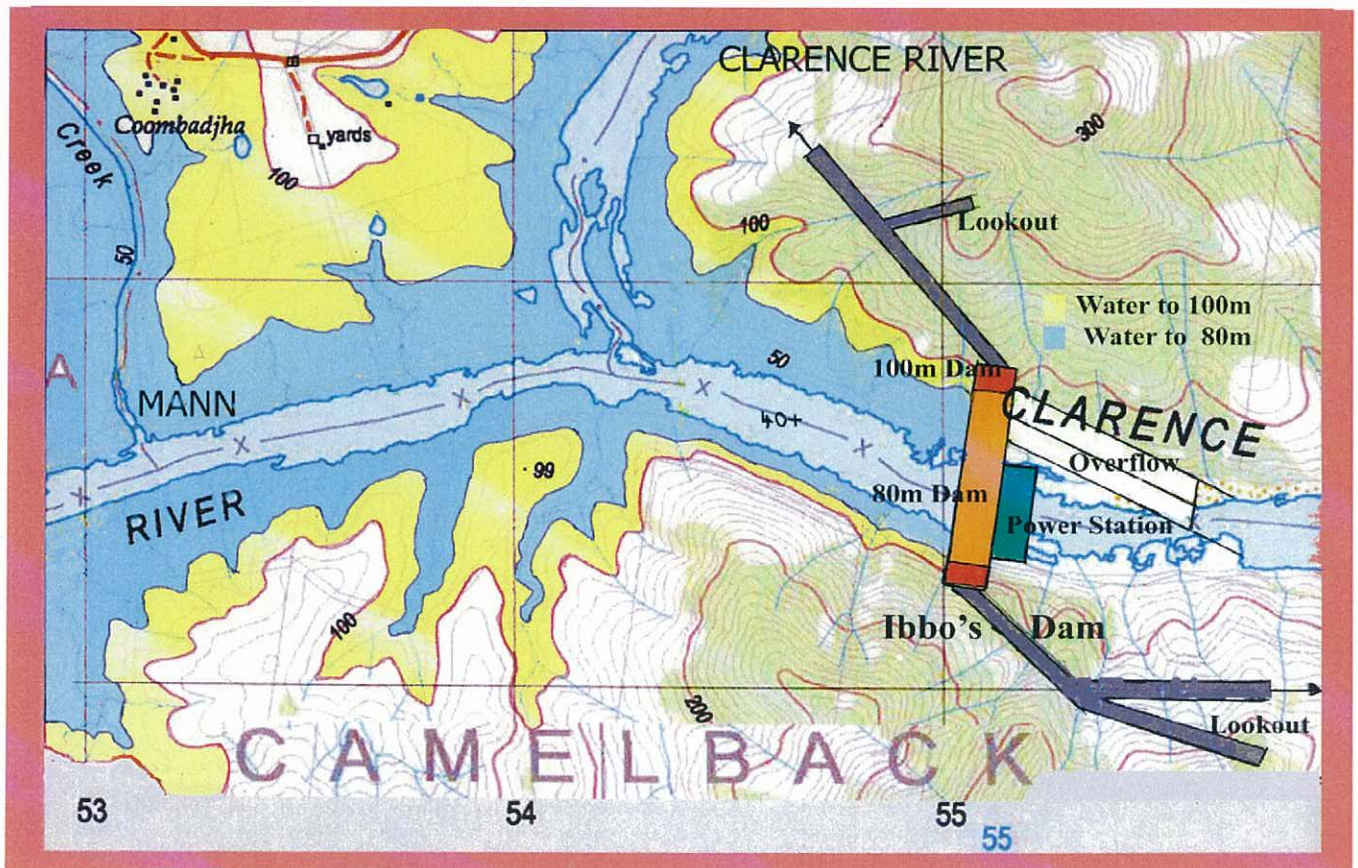 CLARENCE RIVER
Coombadjha
yards
Creek
100
300
50
100
Lookout
Water to 100m
Water to 80m
50
100m Dam
A
MANN
CLARENCE
40+
Overflow
99
80m Dam
RIVER
Power Station
100
Ibbo's Dam
200
Lookout
CAMELBACK
53
54
55
55